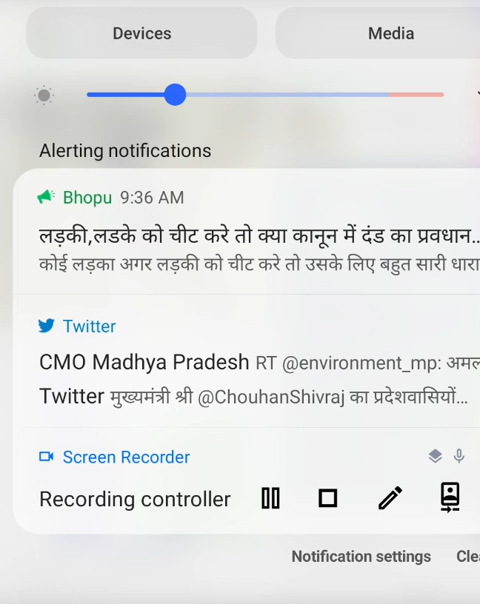 Devices
Media
Alerting notifications
Bhopu 9:36 AM
लड़की,लडके को चीट करे तो क्या कानून में दंड का प्रवधान..
कोई लड़का अगर लड़की को चीट करे तो उसके लिए बहुत सारी धारा
Twitter
CMO Madhya Pradesh RT @environment_mp:
Twitter मुख्यमंत्री श्री @ChouhanShivraj का प्रदेशवासियों...
Screen Recorder
Recording controller
Notification settings